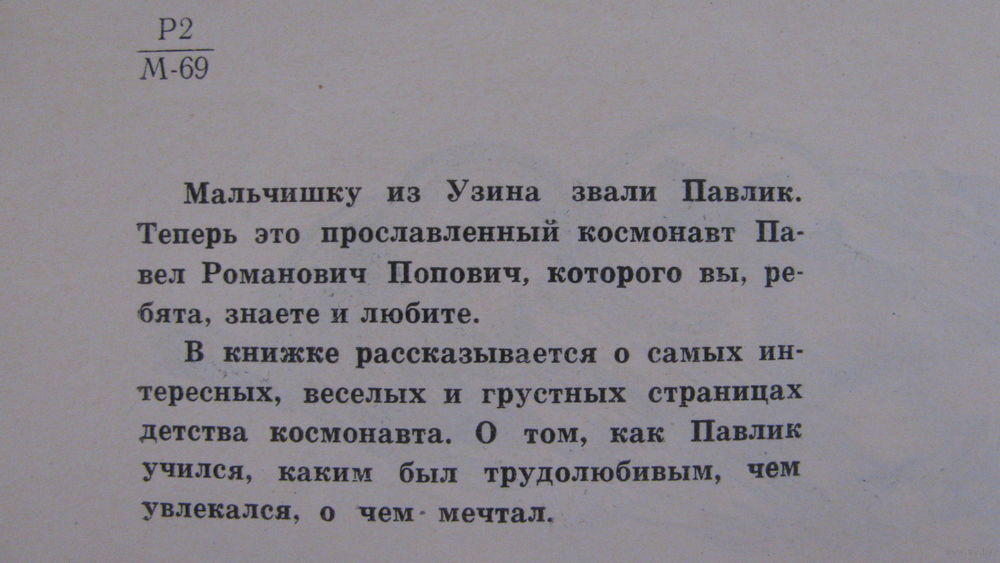 Р2
М-69
Мальчишку из Узина звали Павлик.
Теперь это прославленный космонавт Па-
вел Романович Попович, которого вы, ре-
бята, знаете и любите.
В книжке рассказывается о самых ин-
тересных, веселых и грустных страницах
детства космонавта. О том, как Павлик
учился, каким был трудолюбивым, чем
увлекался, о чем мечтал.